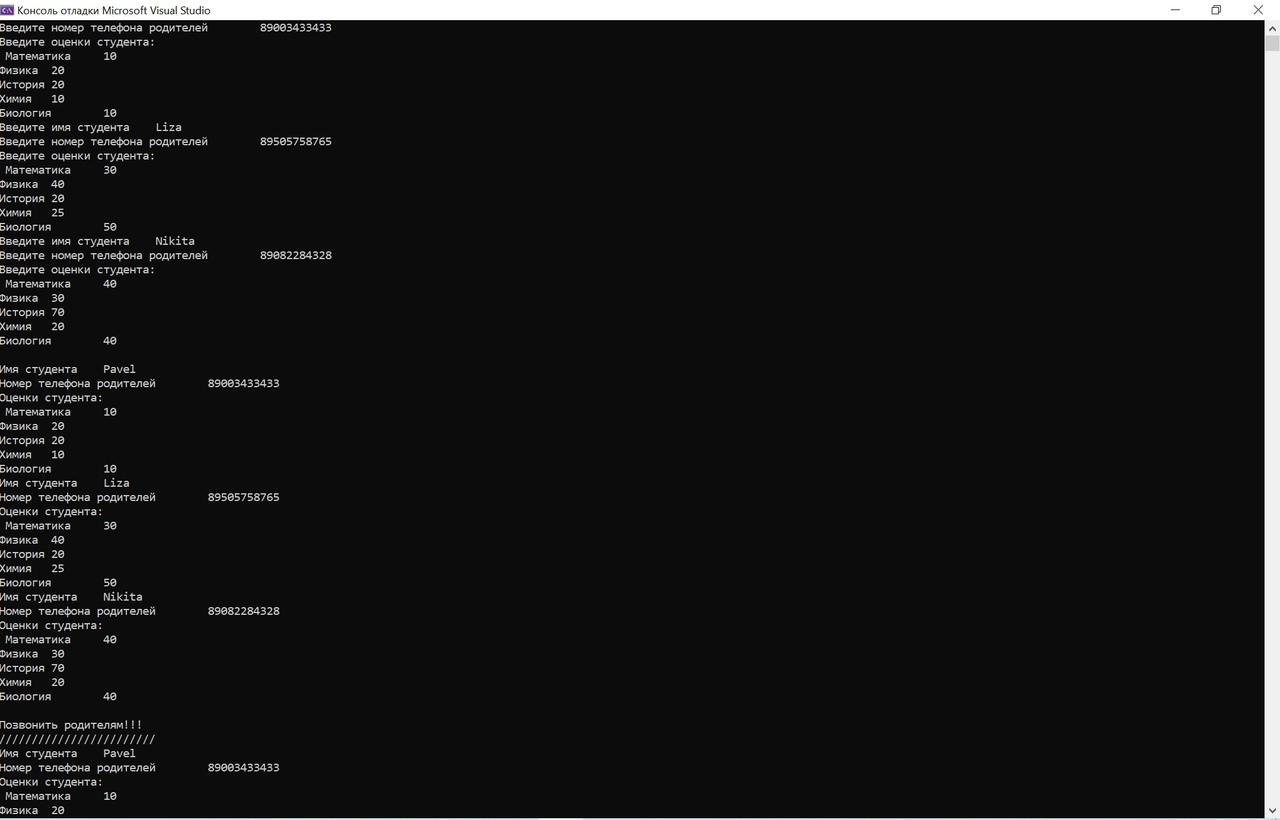 Консоль отладки Microsoft Visual Studio
Введите номер телефона родителей 89003433433
Введите оценки студента:
Математика 10
Физика 20
История 20
Химия 10
Биология 10
Введите имя студента Liza
Введите номер телефона родителей 89505758765
Введите оценки студента:
Математика 30
Физика 40
История 20
Химия 25
Биология 50
Введите имя студента Nikita
Введите номер телефона родителей 89082284328
Введите оценки студента:
Математика 40
Физика 30
История 70
Химия 20
Биология 40
Имя студента Pavel
Номер телефона родителей 89003433433
Оценки студента:
Математика 10
Физика 20
История 20
Химия 10
Биология 10
Имя студента Liza
Номер телефона родителей 89505758765
Оценки студента:
Математика 30
Физика 40
История 20
Химия 25
Биология 50
Имя студента Nikita
Номер телефона родителей 89082284328
Оценки студента:
Математика 40
Физика 30
История 70
Химия 20
Биология 40
Позвонить родителям!!!
////////////////////////
Имя студента Pavel
Номер телефона родителей 89003433433
Оценки студента:
Математика 10
Физика 20